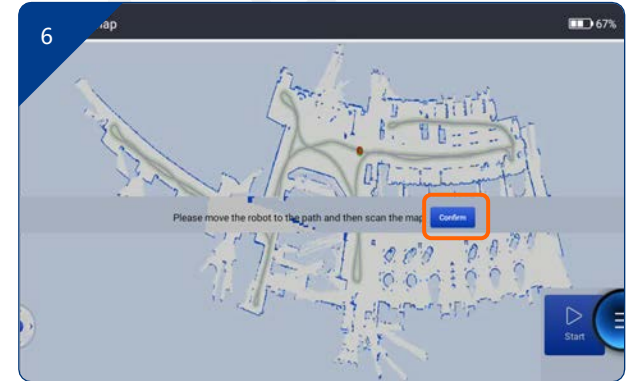 6
ap
67%
Please move the robot to the path and then scan the map
Confirm
Start